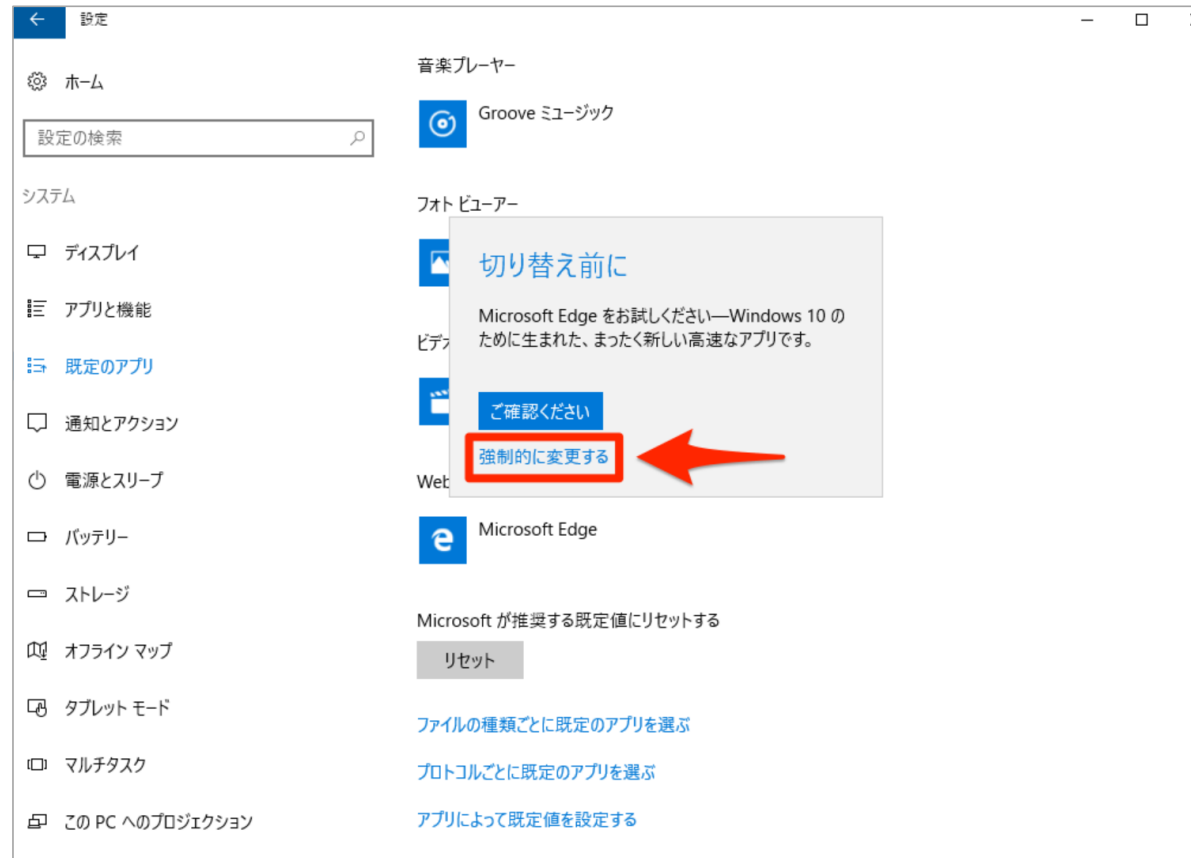 設定
ホーム
設定の検索
システム
ディスプレイ
アプリと機能
既定のアプリ
通知とアクション
電源とスリープ
バッテリー
ストレージ
オフライン マップ
タブレット モード
マルチタスク
この PC へのプロジェクション
音楽プレーヤー
Groove ミュージック
フォト ビューアー
切り替え前に
Microsoft Edge をお試しください—Windows 10 の
ために生まれた、まったく新しい高速なアプリです。
ご確認ください
強制的に変更する
ビデ
Web
Microsoft Edge
Microsoft が推奨する既定値にリセットする
リセット
ファイルの種類ごとに既定のアプリを選ぶ
プロトコルごとに既定のアプリを選ぶ
アプリによって既定値を設定する